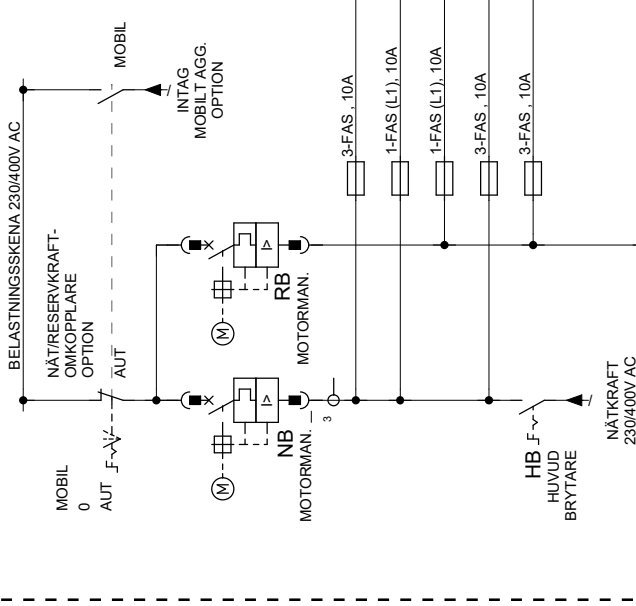 BELASTNINGSSKENA 230/400V AC
MOBIL
NÄT/RESERVKRAFT-
OMKOPPLARE
OPTION
AUT
MOBIL
0
AUT
INTAG
MOBILT AGG.
OPTION
M
I>
NB
MOTORMAN.
3
M
I>
RB
MOTORMAN.
3-FAS , 10A
1-FAS (L1), 10A
1-FAS (L1), 10A
3-FAS , 10A
3-FAS , 10A
HB
HUVUD
BRYTARE
NÄTKRAFT
230/400V AC